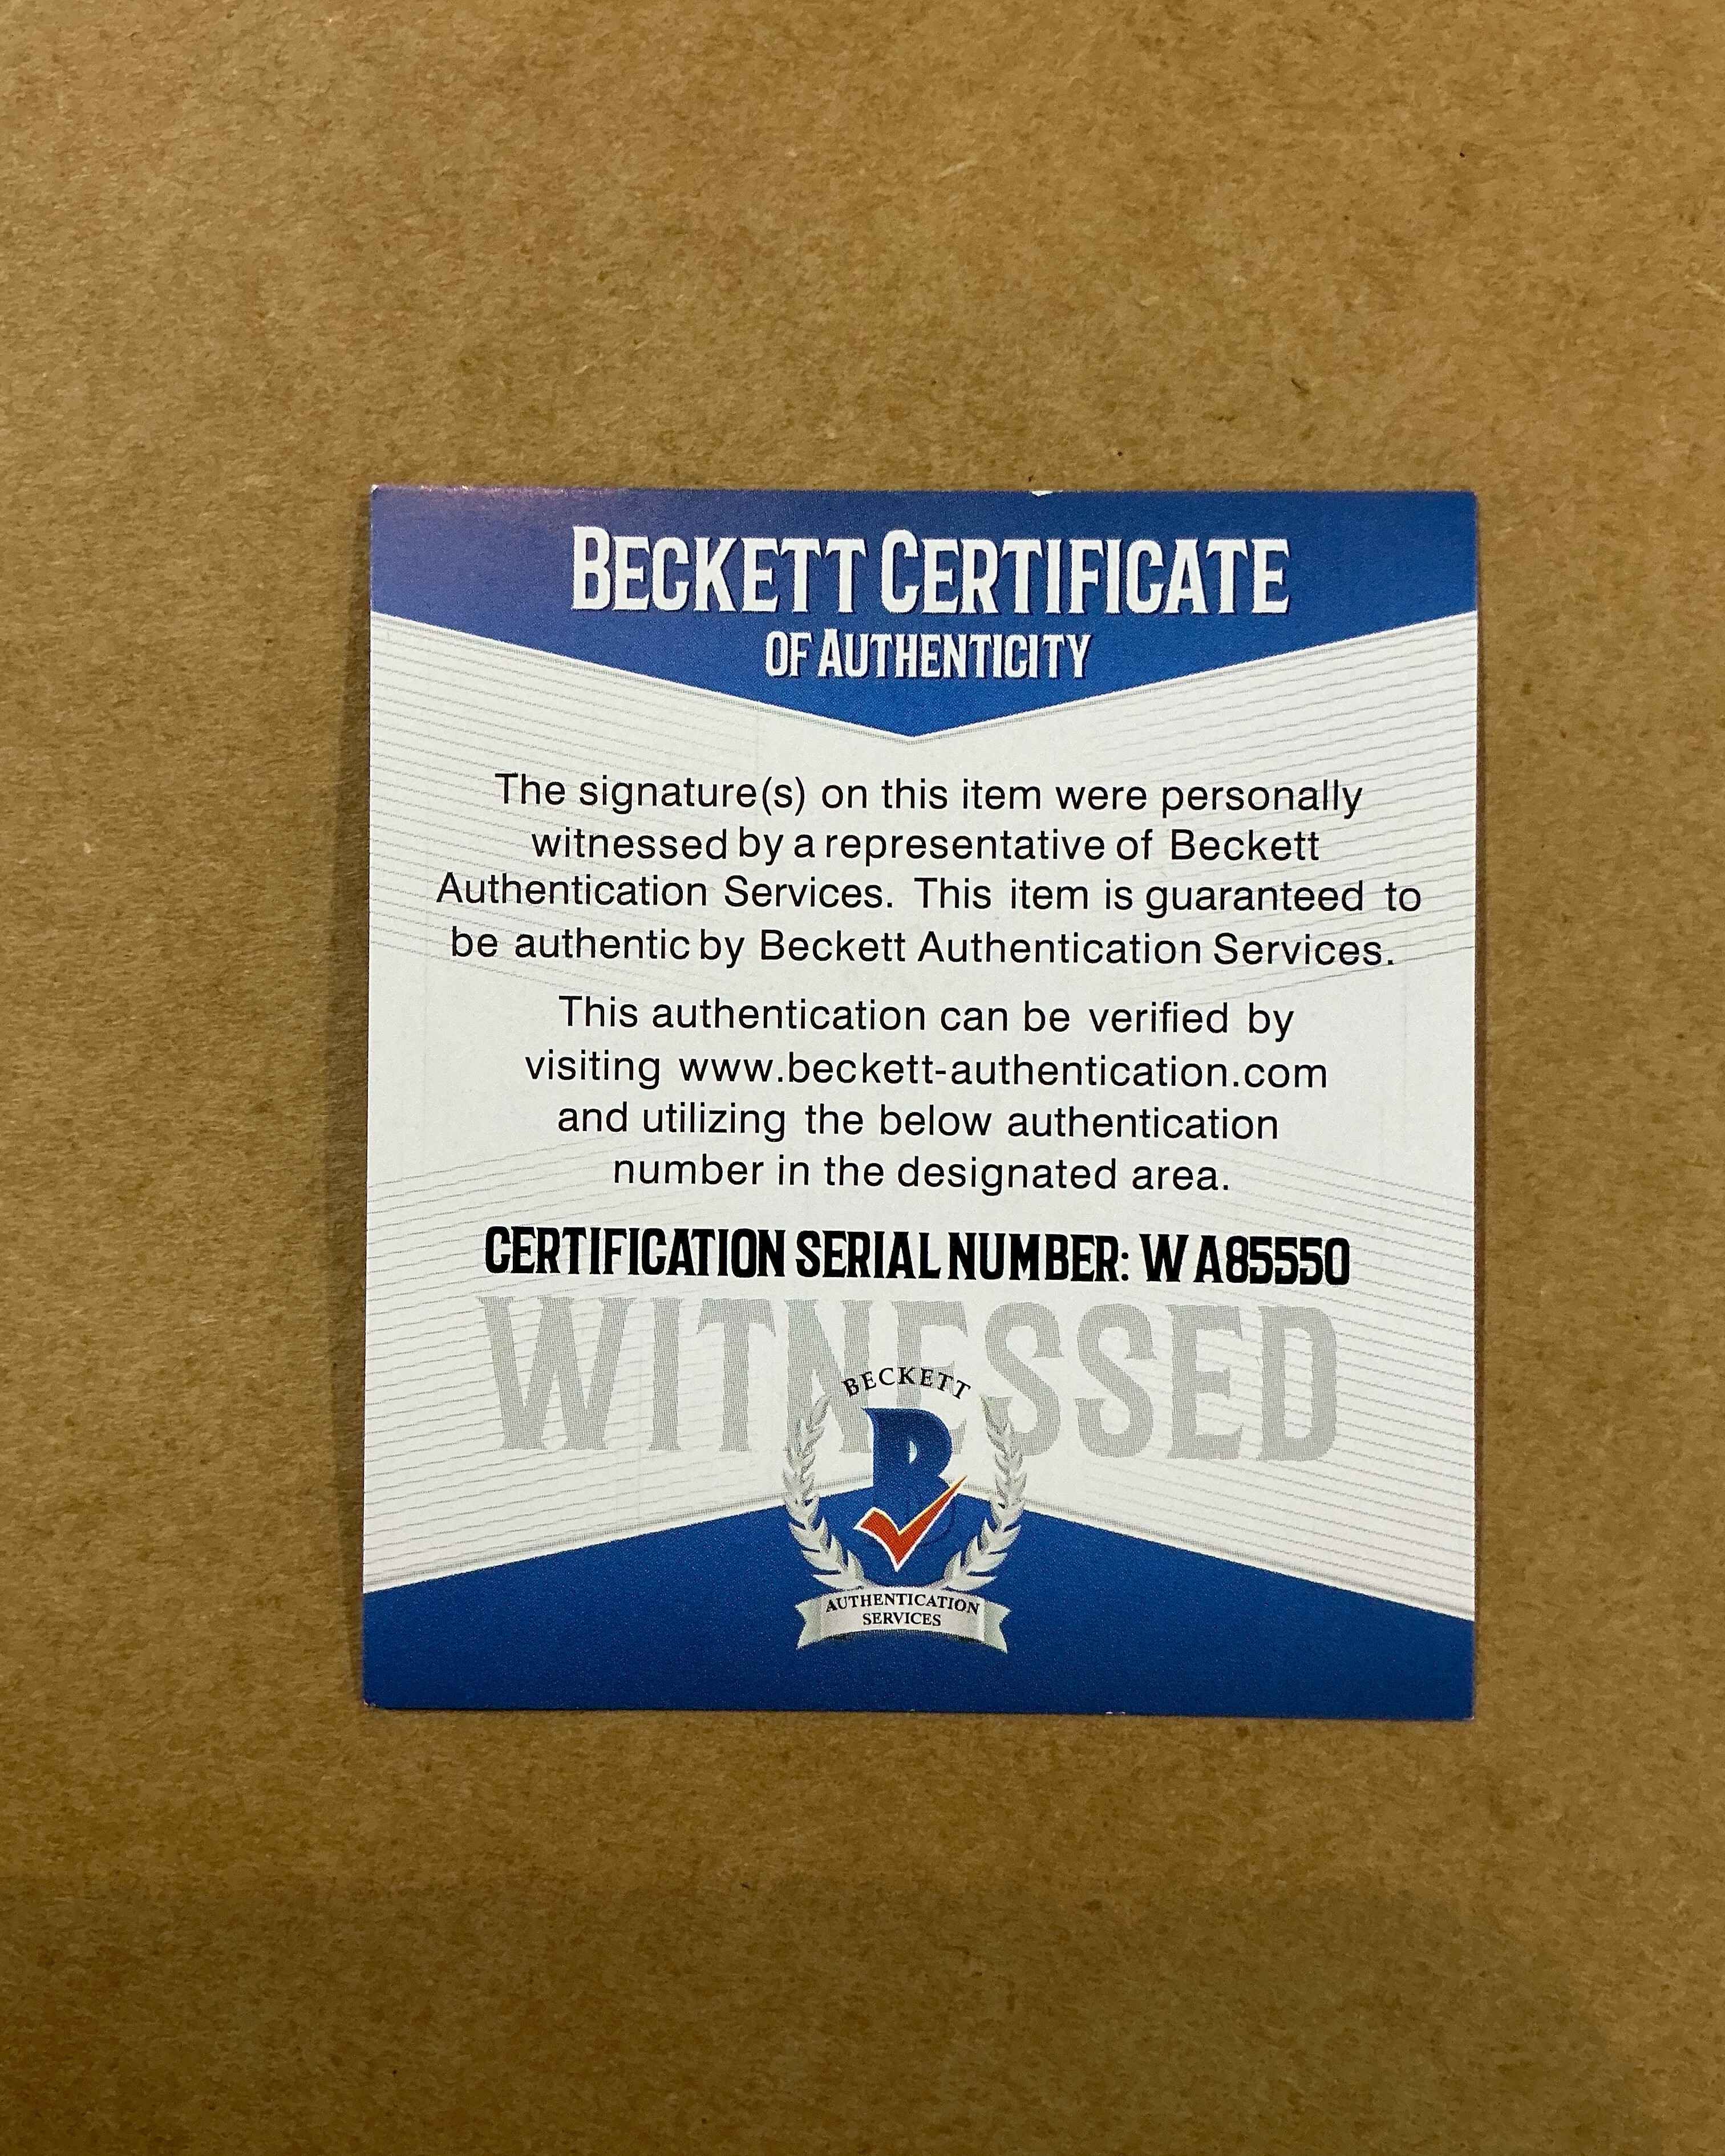 BECKETT CERTIFICATE
OF AUTHENTICITY
The signature(s) on this item were personally
witnessed by a representative of Beckett
Authentication Services. This item is guaranteed to
be authentic by Beckett Authentication Services.
This authentication can be verified by
visiting www.beckett-authentication.com
and utilizing the below authentication
number in the designated area.
CERTIFICATION SERIAL NUMBER: WA85550
WITNESSED
BECKETT
B
AUTHENTICATION
SERVICES